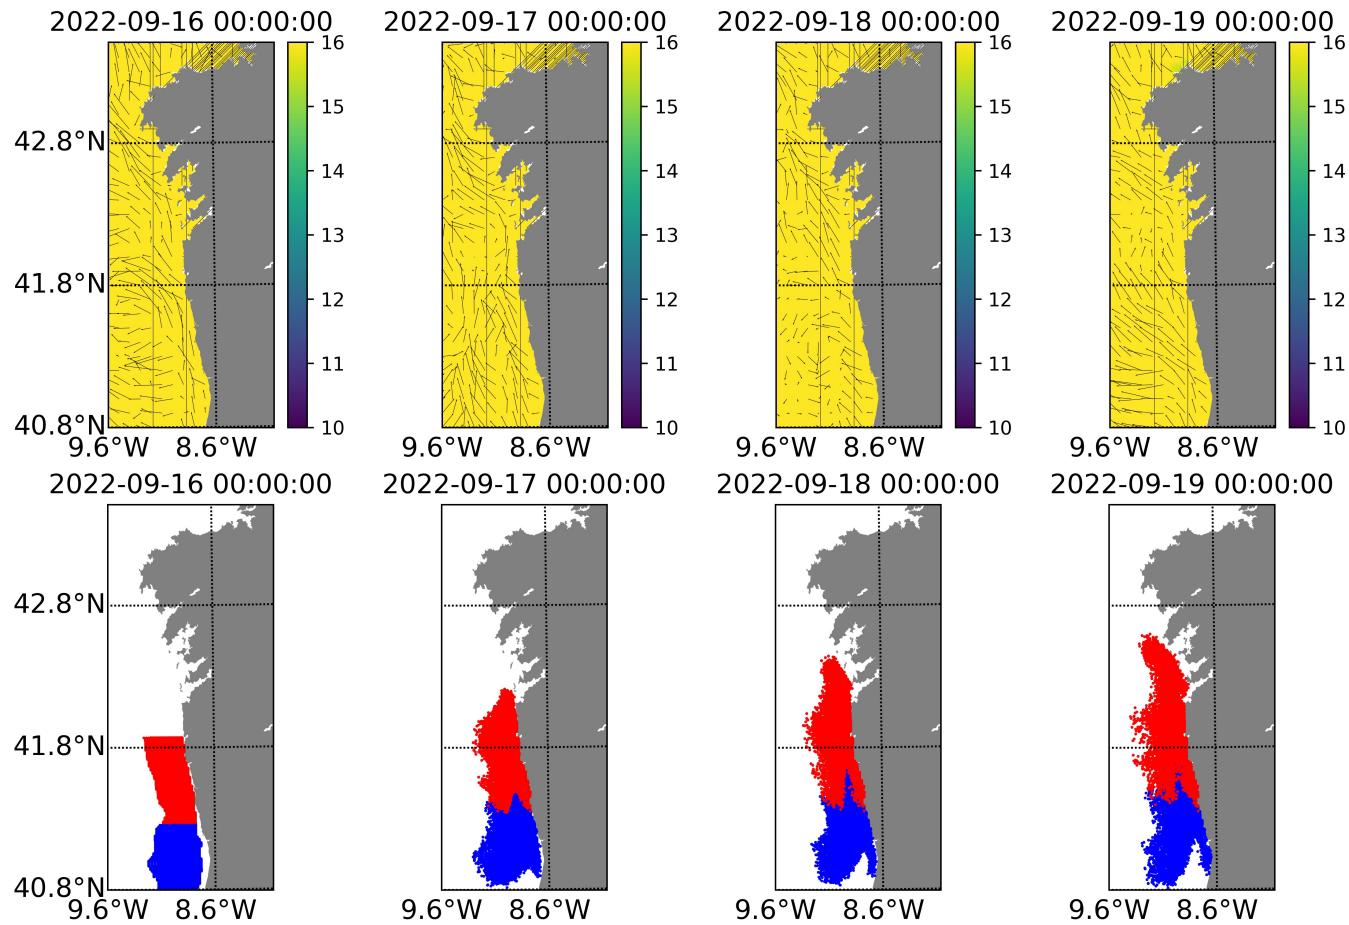 2022-09-16 00:00:00
2022-09-17 00:00:00
2022-09-18 00:00:00
2022-09-19 00:00:00
16 16 16 16
15 15 15 15
42.8°N
14 14 14 14
13 13 13 13
41.8°N
12 12 12 12
11 11 11 11
40.8°N
10 10 10 10
9.6°W 8.6°W 9.6°W 8.6°W 9.6°W 8.6°W 9.6°W 8.6°W
2022-09-16 00:00:00
2022-09-17 00:00:00
2022-09-18 00:00:00
2022-09-19 00:00:00
42.8°N
41.8°N
40.8°N
9.6°W 8.6°W 9.6°W 8.6°W 9.6°W 8.6°W 9.6°W 8.6°W